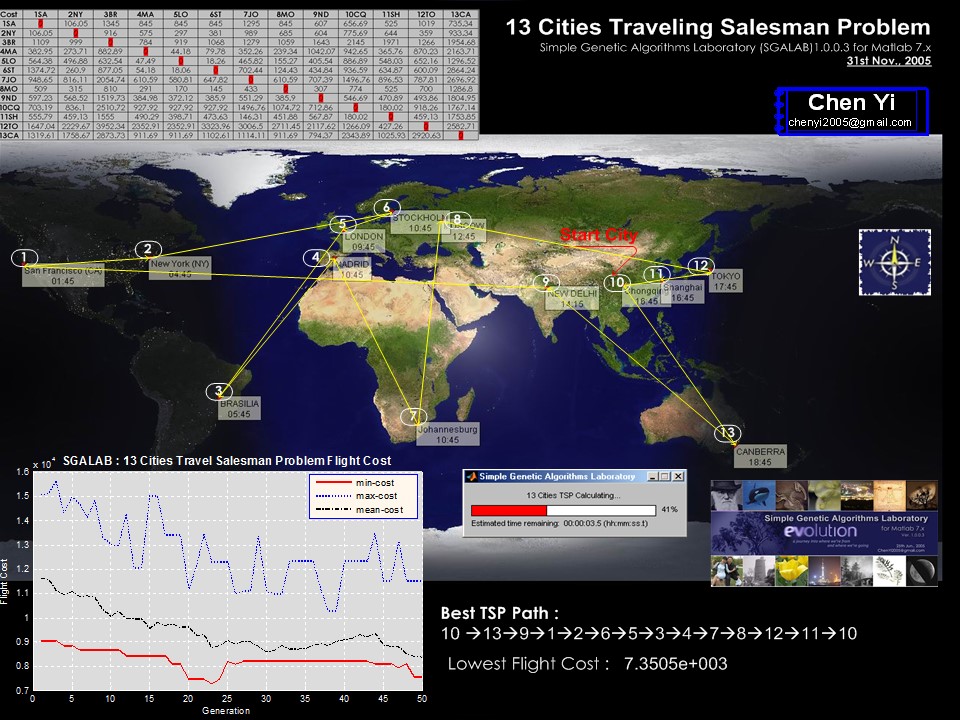 13 Cities Traveling Salesman Problem
Simple Genetic Algorithms Laboratory (SGALAB)1.0.0.3 for Matlab 7.x
31st Nov., 2005
Chen Yi
chenyi2005@gmail.com
Cost 1SA 2NY 3BR 4MA 5LO 6ST 7JO 8MO 9ND 10CQ 11SH 12TO 13CA
1SA 106.05 1345 845 845 845 1295 845 607 656.69 525 1019 735.34
2NY 106.05 916 575 297 381 989 685 604 775.69 644 359 933.34
3BR 1109 999 784 919 1068 1279 1059 1643 2145 1971 1266 1954.68
4MA 382.95 273.71 882.89 44.18 79.78 352.26 239.34 1042.07 942.65 365.76 870.23 2163.71
5LO 564.38 496.88 632.54 47.49 18.26 465.82 155.27 405.54 886.89 548.03 652.16 1296.52
6ST 1374.72 260.9 877.05 54.18 18.06 702.44 124.43 434.84 936.59 634.87 600.09 2864.24
7JO 948.65 816.11 2054.74 610.59 580.81 647.82 610.59 707.39 1496.76 896.53 787.81 2696.92
8MO 509 315 810 291 170 145 433 307 774 525 700 1286.8
9ND 597.23 568.52 1519.73 384.98 372.12 385.9 551.29 385.9 546.69 470.89 493.86 1804.95
10CQ 703.19 836.1 2510.72 927.92 927.92 927.92 1496.76 1074.72 712.86 180.02 918.26 1767.14
11SH 555.79 459.13 1555 490.29 398.71 473.63 146.31 451.88 567.87 180.02 459.13 1753.85
12TO 1647.04 2229.67 3952.34 2352.91 2352.91 3323.96 3006.5 2711.45 2117.62 1266.09 427.26 2582.71
13CA 1319.61 1758.67 2873.73 911.69 911.69 1102.61 1114.11 911.69 794.37 2343.89 1025.93 2920.63
1
San Francisco (CA)
01:45
2
New York (NY)
04:45
3
BRASILIA
05:45
4
MADRID
10:45
5
LONDON
09:45
6
STOCKHOLM
10:45
8
12:45
7
Johannesburg
10:45
9
NEW DELHI
14:15
Start City
10
Chongqing
16:45
11
Shanghai
16:45
12
TOKYO
17:45
13
CANBERRA
18:45
N
W
E
S
SGALAB : 13 Cities Travel Salesman Problem Flight Cost
x 10^4
1.6
1.5
1.4
1.3
1.2
1.1
1
0.9
0.8
0.7
Flight Cost
min-cost
max-cost
mean-cost
0 5 10 15 20 25 30 35 40 45 50
Generation
Simple Genetic Algorithms Laboratory
13 Cities TSP Calculating...
41%
Estimated time remaining: 00:00:03.5 (hh:mm:ss.t)
Simple Genetic Algorithms Laboratory
for Matlab 7.x
evolution
Best TSP Path :
10 →13→9→1→2→6→5→3→4→7→8→12→11→10
Lowest Flight Cost : 7.3505e+003